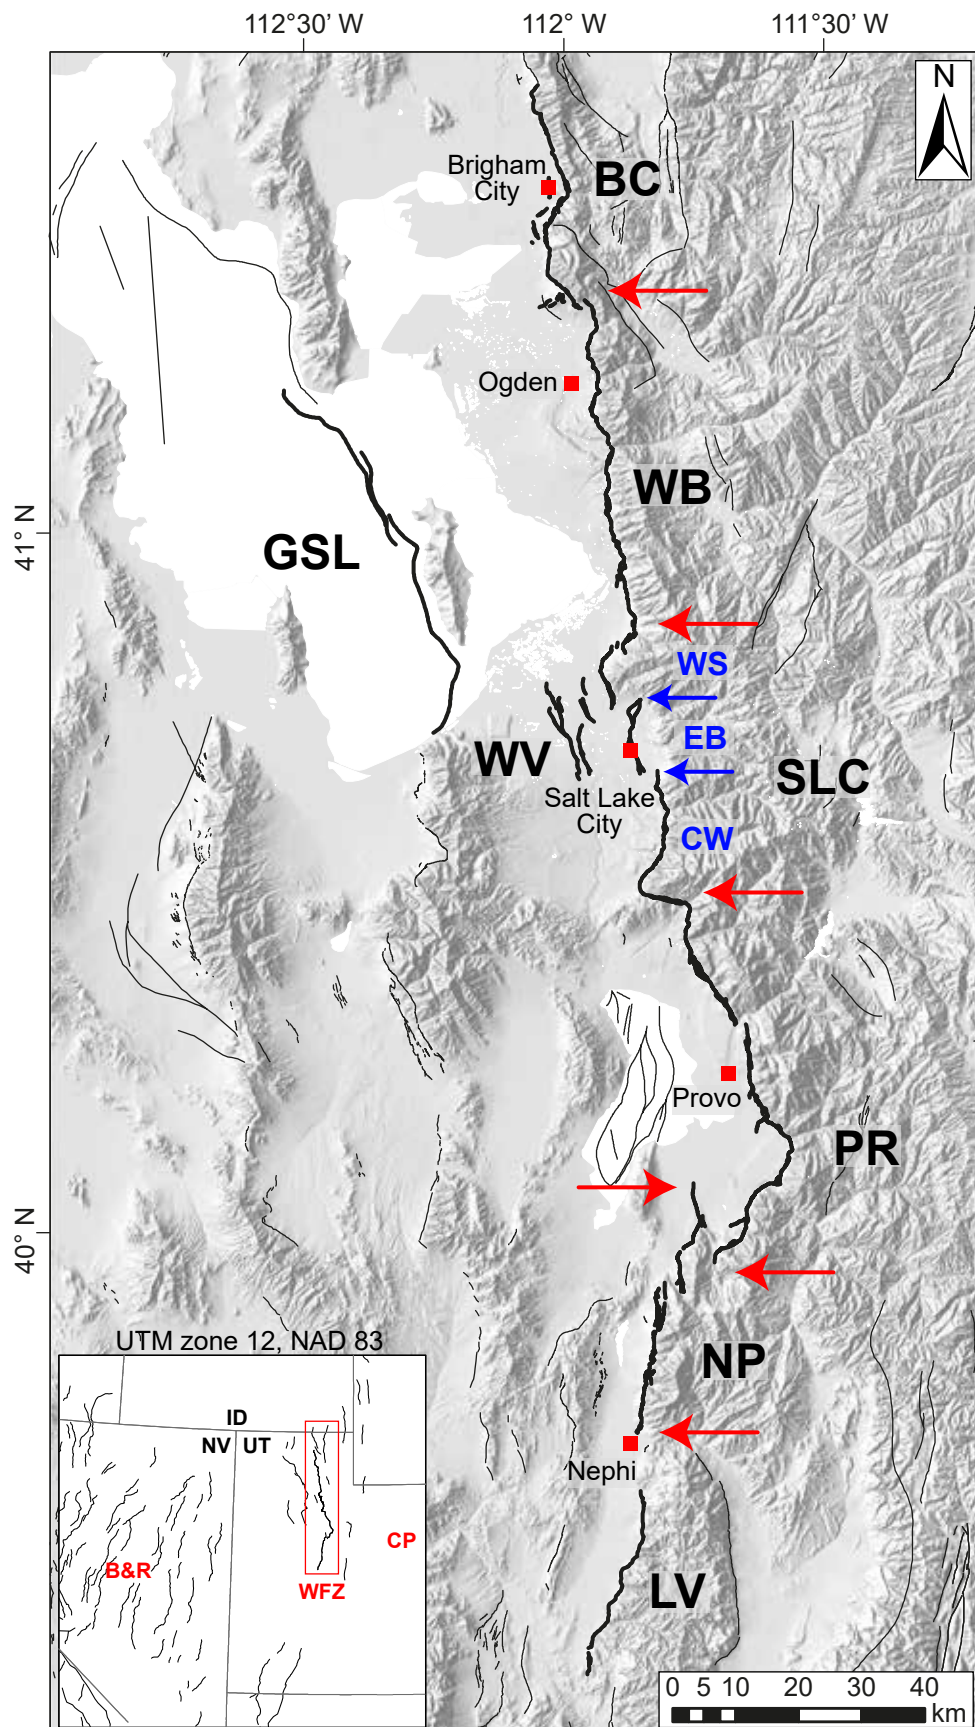 112°30’ W
112°
111°30’ W
N
Brigham
City
BC
Ogden
WB
41° N
GSL
WS
EB
WV
SLC
Salt Lake
City
CW
Provo
PR
40° N
NP
UTM zone 12, NAD 83
ID
NV
UT
Nephi
CP
B&R
WFZ
LV
0 5 10 20 30 40
km